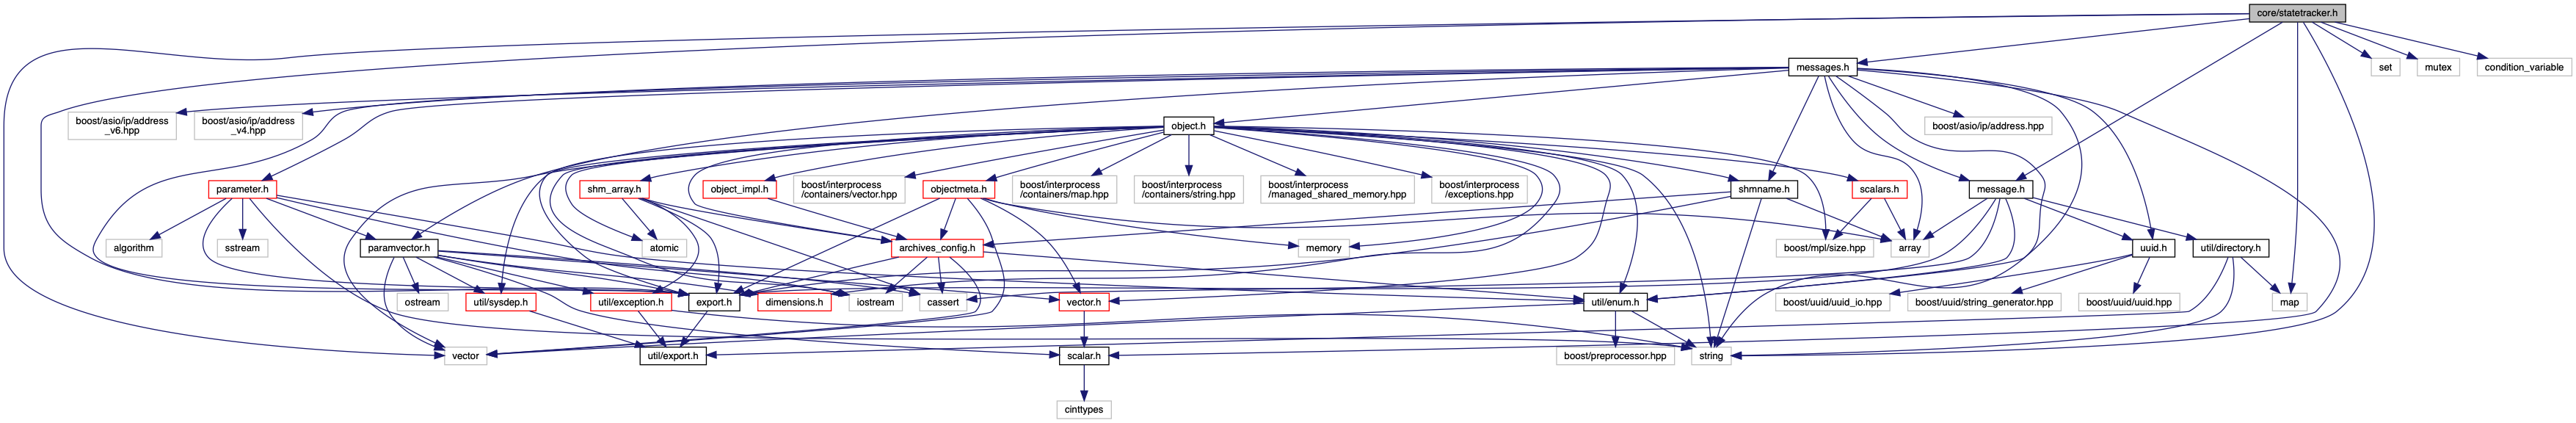 core/statetracker.h
messages.h
set
mutex
condition_variable
boost/asio/ip/address
_v6.hpp
boost/asio/ip/address
_v4.hpp
object.h
boost/asio/ip/address.hpp
parameter.h
shm_array.h
object_impl.h
boost/interprocess
/containers/vector.hpp
objectmeta.h
boost/interprocess
/containers/map.hpp
boost/interprocess
/containers/string.hpp
boost/interprocess
/managed_shared_memory.hpp
boost/interprocess
/exceptions.hpp
shmname.h
scalars.h
message.h
algorithm
sstream
paramvector.h
atomic
archives_config.h
memory
boost/mpl/size.hpp
array
uuid.h
util/directory.h
ostream
util/sysdep.h
util/exception.h
export.h
dimensions.h
iostream
cassert
vector.h
util/enum.h
boost/uuid/uuid_io.hpp
boost/uuid/string_generator.hpp
boost/uuid/uuid.hpp
map
vector
util/export.h
scalar.h
boost/preprocessor.hpp
string
cinttypes